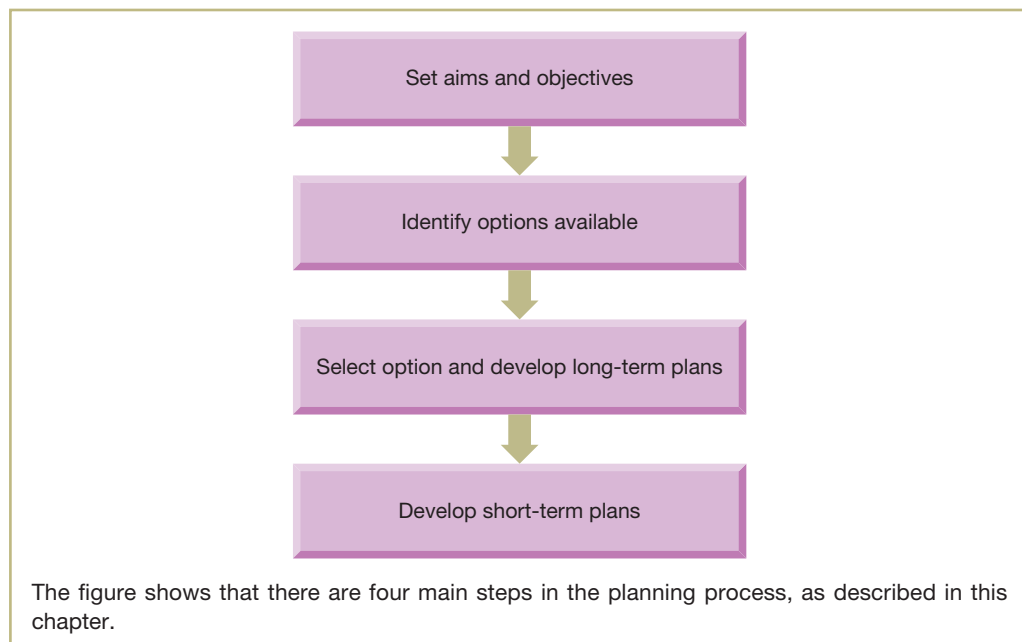 Set aims and objectives
Identify options available
Select option and develop long-term plans
Develop short-term plans
The figure shows that there are four main steps in the planning process, as described in this
chapter.